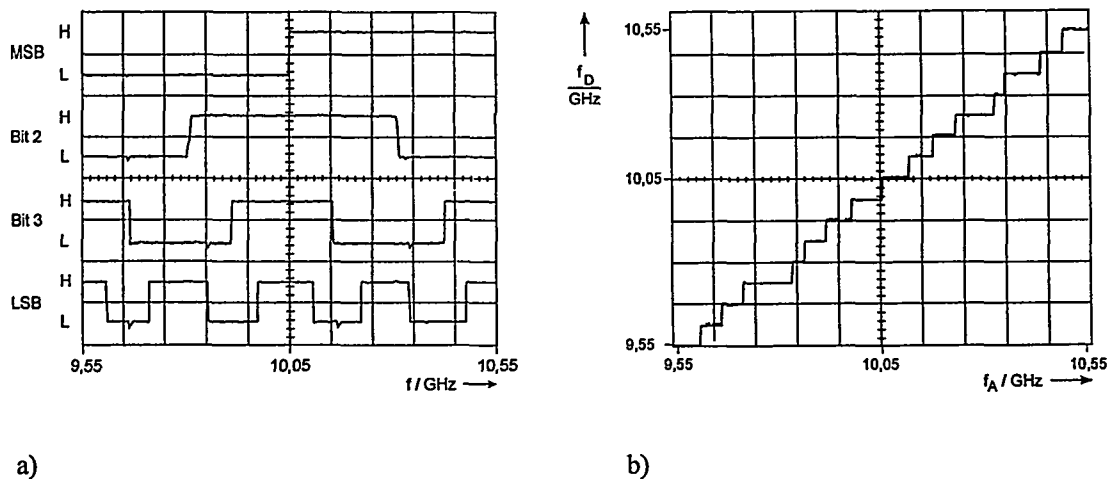 H
MSB
L
H
Bit 2
L
H
Bit 3
L
H
LSB
L
9,55 10,05 10,55
f / GHz
10,55
f_D
GHz
10,05
9,55
9,55 10,05 10,55
f_A / GHz
a) b)